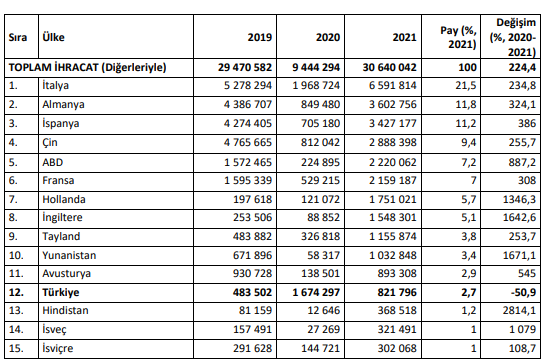 Sıra Ülke 2019 2020 2021 Pay (%, 2021) Değişim (%, 2020-2021)
TOPLAM İHRACAT (Diğerleriyle) 29 470 582 9 444 294 30 640 042 100 224,4
1. İtalya 5 278 294 1 968 724 6 591 814 21,5 234,8
2. Almanya 4 386 707 849 480 3 602 756 11,8 324,1
3. İspanya 4 274 405 705 180 3 427 177 11,2 386
4. Çin 4 765 665 812 042 2 888 398 9,4 255,7
5. ABD 1 572 465 224 895 2 220 062 7,2 887,2
6. Fransa 1 595 339 529 215 2 159 187 7 308
7. Hollanda 197 618 121 072 1 751 021 5,7 1346,3
8. İngiltere 253 506 88 852 1 548 301 5,1 1642,6
9. Tayland 483 882 326 818 1 155 874 3,8 253,7
10. Yunanistan 671 896 58 317 1 032 848 3,4 1671,1
11. Avusturya 930 728 138 501 893 308 2,9 545
12. Türkiye 483 502 1 674 297 821 796 2,7 -50,9
13. Hindistan 81 159 12 646 368 518 1,2 2814,1
14. İsveç 157 491 27 269 321 491 1 1 079
15. İsviçre 291 628 144 721 302 068 1 108,7